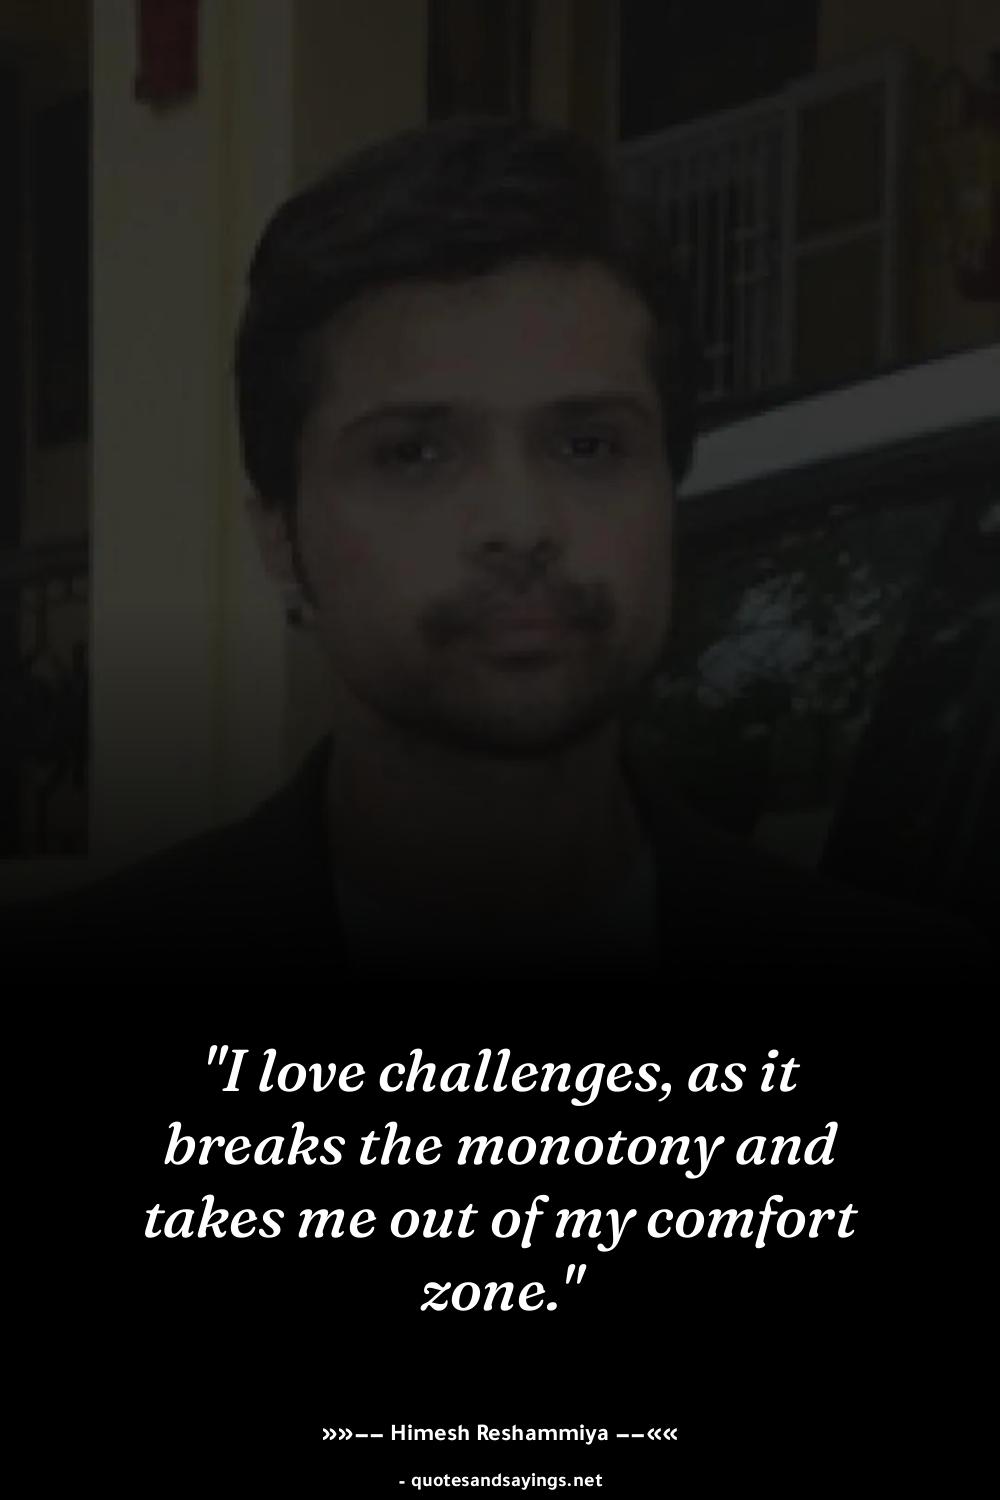 "I love challenges, as it
breaks the monotony and
takes me out of my comfort
zone."
»»–– Himesh Reshammiya ––««
- quotesandsayings.net